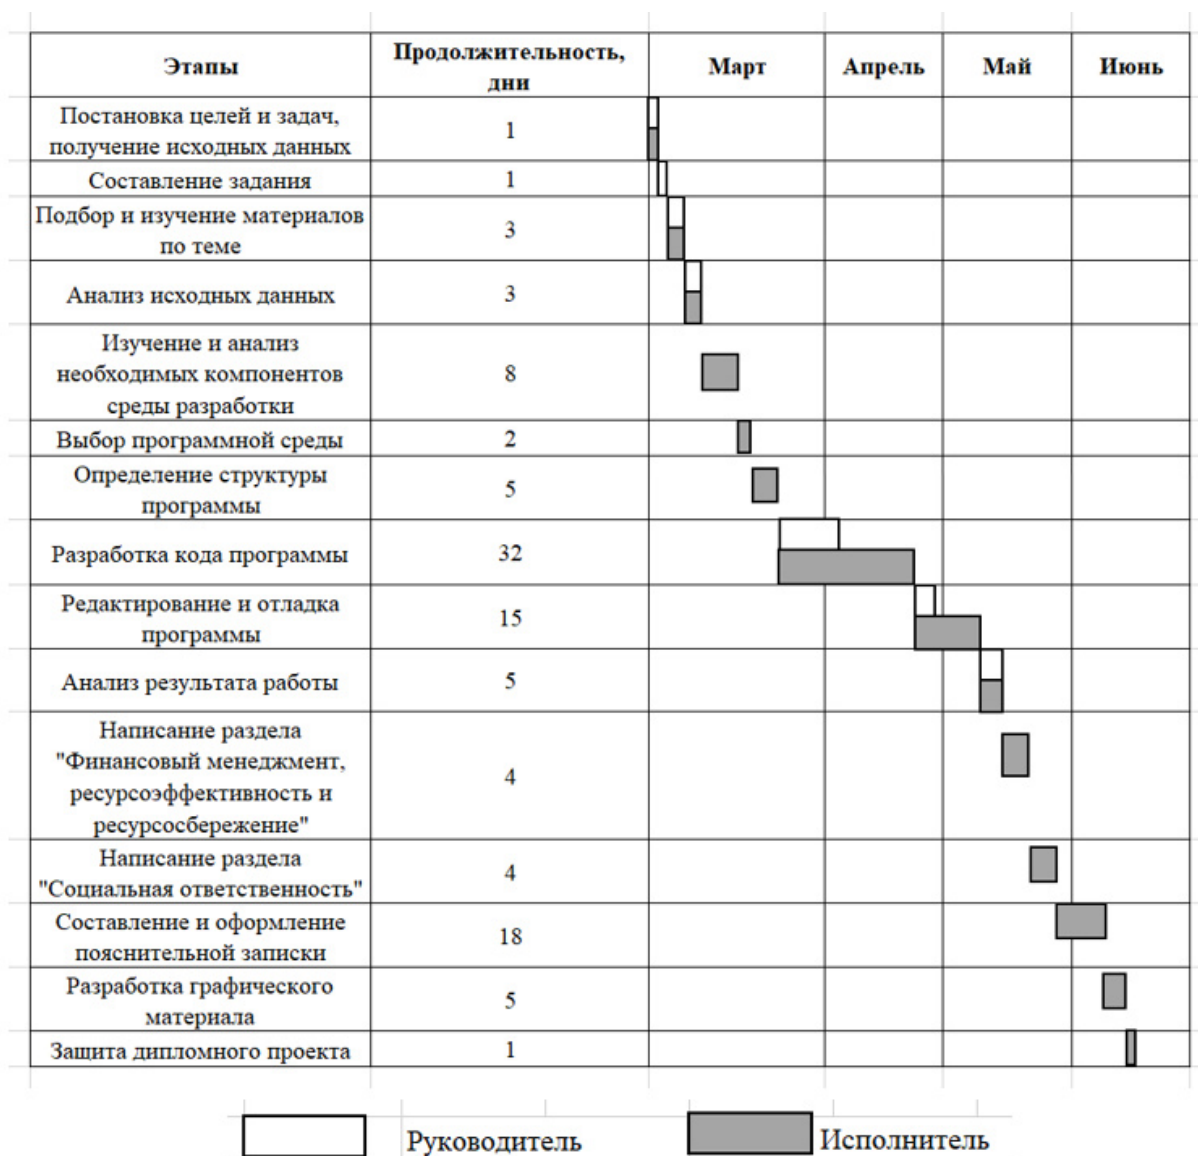 Этапы
Продолжительность,
дни
Март
Апрель
Май
Июнь
Постановка целей и задач,
получение исходных данных
1
Составление задания
1
Подбор и изучение материалов
по теме
3
Анализ исходных данных
3
Изучение и анализ
необходимых компонентов
среды разработки
8
Выбор программной среды
2
Определение структуры
программы
5
Разработка кода программы
32
Редактирование и отладка
программы
15
Анализ результата работы
5
Написание раздела
"Финансовый менеджмент,
ресурсоэффективность и
ресурсосбережение"
4
Написание раздела
"Социальная ответственность"
4
Составление и оформление
пояснительной записки
18
Разработка графического
материала
5
Защита дипломного проекта
1
Руководитель
Исполнитель